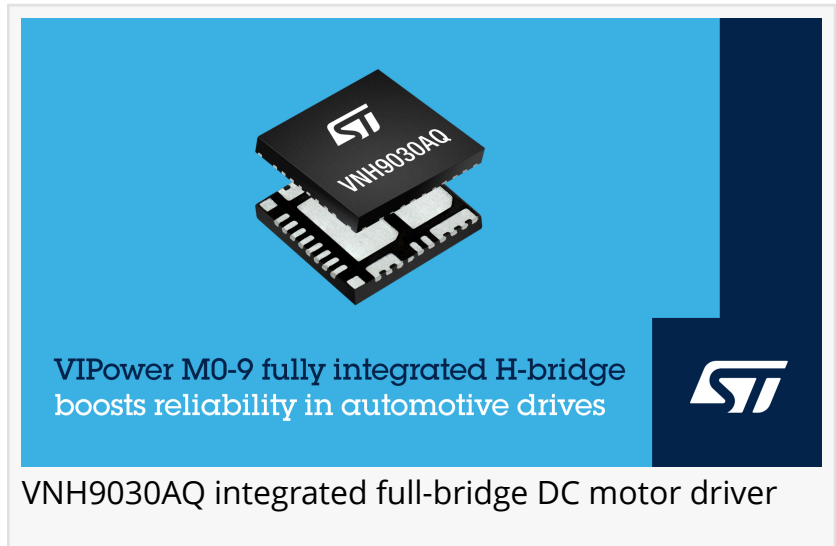 ST
VNH9030AQ
VIPower M0-9 fully integrated H-bridge
boosts reliability in automotive drives
ST
VNH9030AQ integrated full-bridge DC motor driver